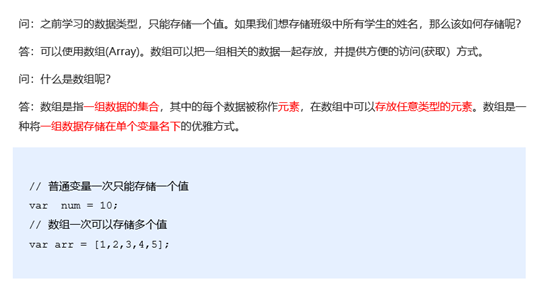 问：之前学习的数据类型，只能存储一个值。如果我们想存储班级中所有学生的姓名，那么该如何存储呢？
答：可以使用数组(Array)。数组可以把一组相关的数据一起存放，并提供方便的访问(获取）方式。
问：什么是数组呢？
答：数组是指一组数据的集合，其中的每个数据被称作元素，在数组中可以存放任意类型的元素。数组是一
种将一组数据存储在单个变量名下的优雅方式。
// 普通变量一次只能存储一个值
var  num = 10;
// 数组一次可以存储多个值
var arr = [1,2,3,4,5];